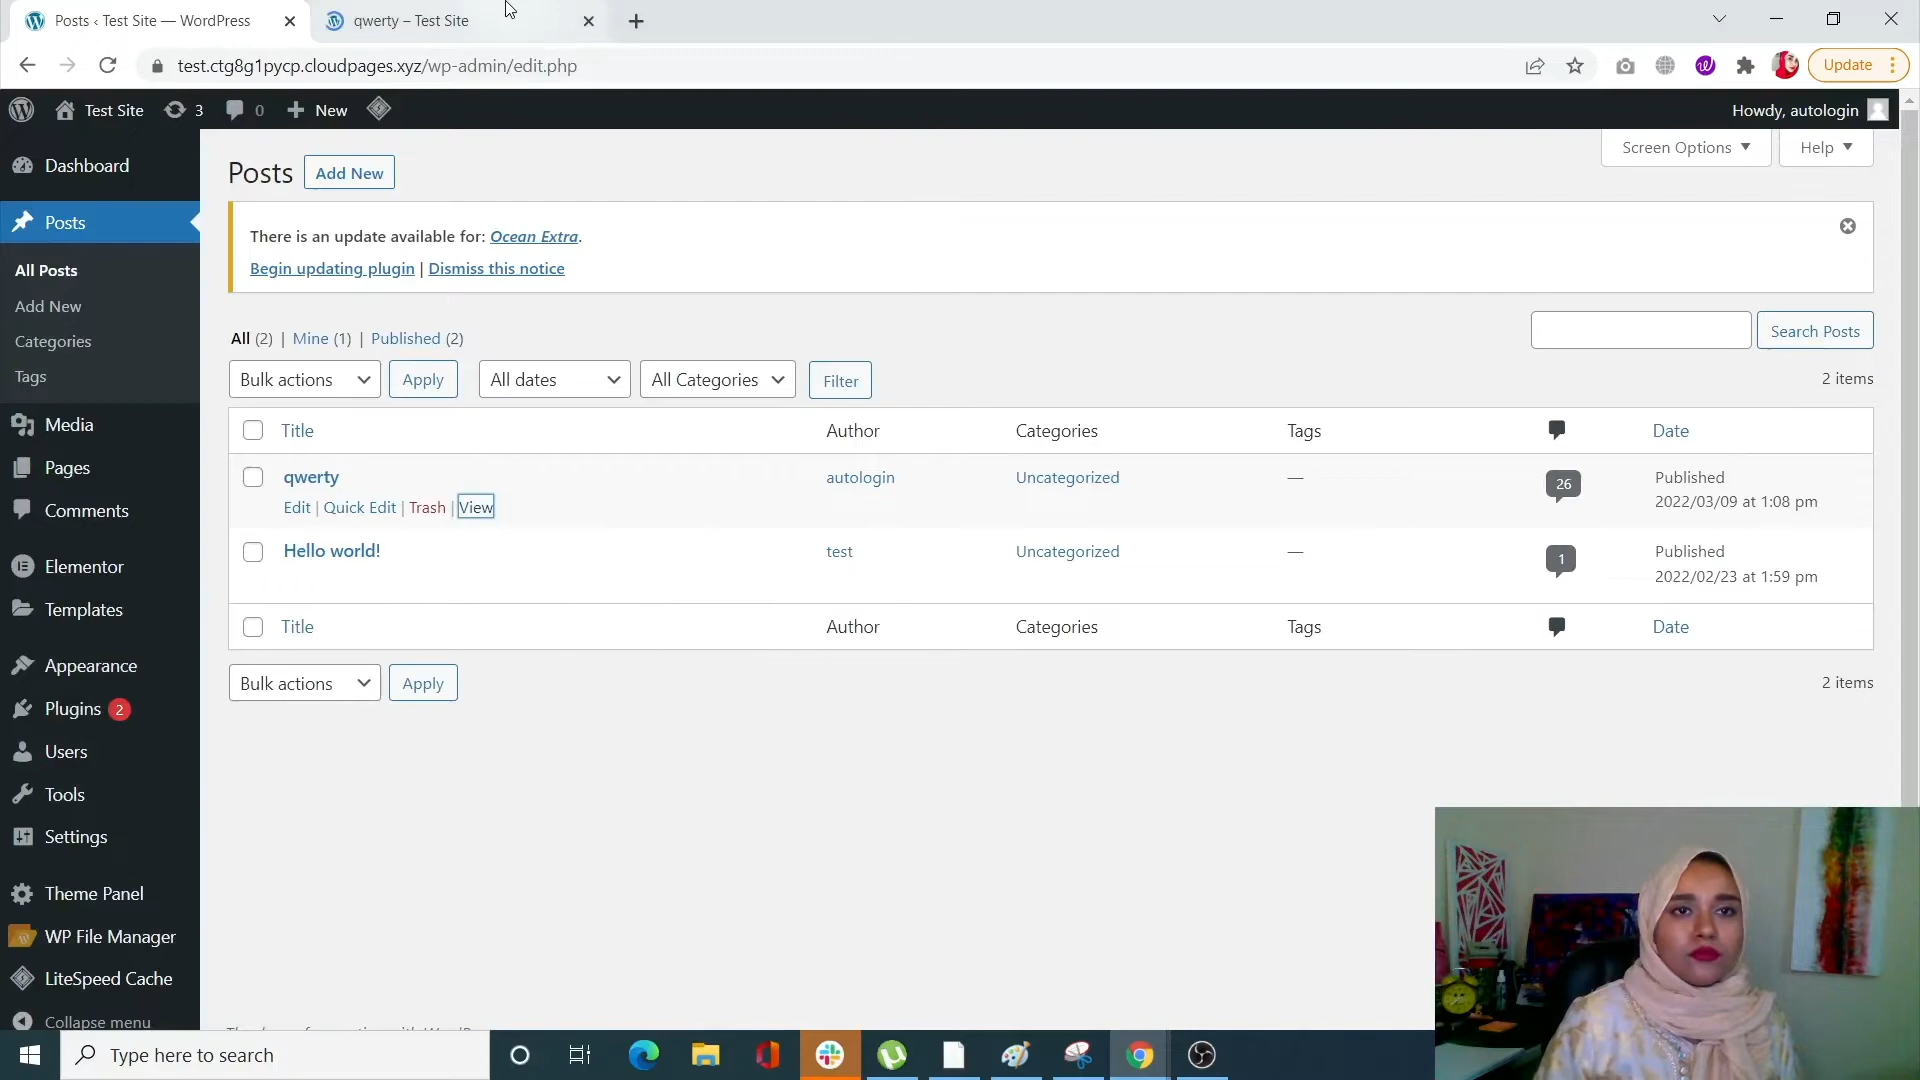 Posts ‹ Test Site — WordPress
qwerty – Test Site
test.ctg8g1pycp.cloudpages.xyz/wp-admin/edit.php
Update
Test Site
3
0
New
Howdy, autologin
Screen Options
Help
Dashboard
Posts
All Posts
Add New
Categories
Tags
Media
Pages
Comments
Elementor
Templates
Appearance
Plugins 2
Users
Tools
Settings
Theme Panel
WP File Manager
LiteSpeed Cache
Collapse menu
Posts Add New
There is an update available for: Ocean Extra.
Begin updating plugin | Dismiss this notice
All (2) | Mine (1) | Published (2)
Search Posts
Bulk actions Apply All dates All Categories Filter
2 items
Title Author Categories Tags Date
qwerty autologin Uncategorized — 26 Published
2022/03/09 at 1:08 pm
Edit | Quick Edit | Trash | View
Hello world! test Uncategorized — 1 Published
2022/02/23 at 1:59 pm
Title Author Categories Tags Date
Bulk actions Apply
2 items
Type here to search